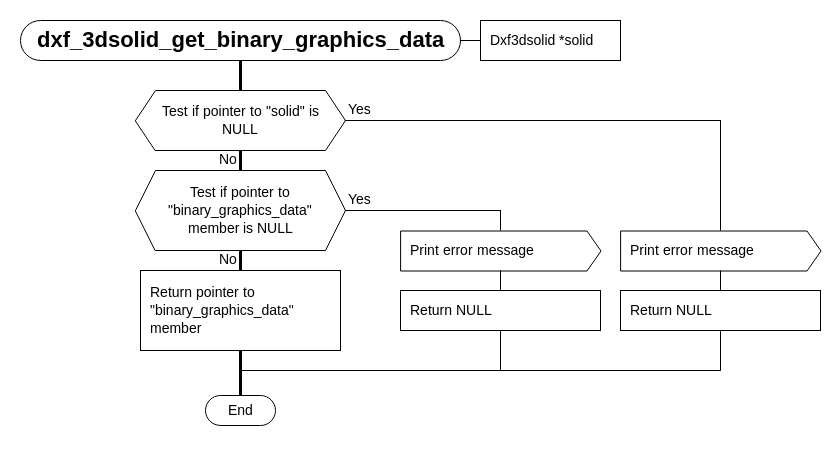 dxf_3dsolid_get_binary_graphics_data
Dxf3dsolid *solid
Test if pointer to "solid" is
NULL
Yes
No
Test if pointer to
"binary_graphics_data"
member is NULL
Yes
No
Print error message
Print error message
Return pointer to
"binary_graphics_data"
member
Return NULL
Return NULL
End